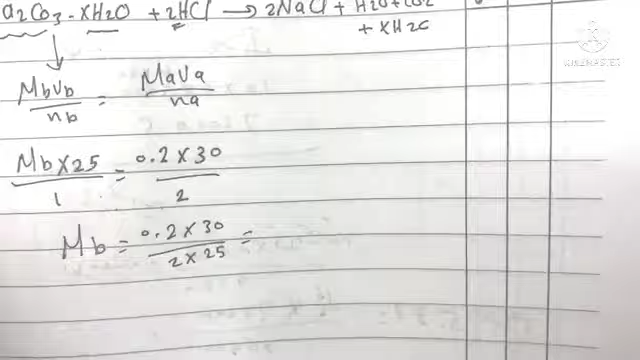 a2CO3 . XH2O + 2HCl → 2NaCl + H2O + CO2
+ XH2O
MbVb / nb = MaVa / na
Mb x 25 / 1 = 0.2 x 30 / 2
Mb = 0.2 x 30 / 2 x 25 =
KINEMASTER